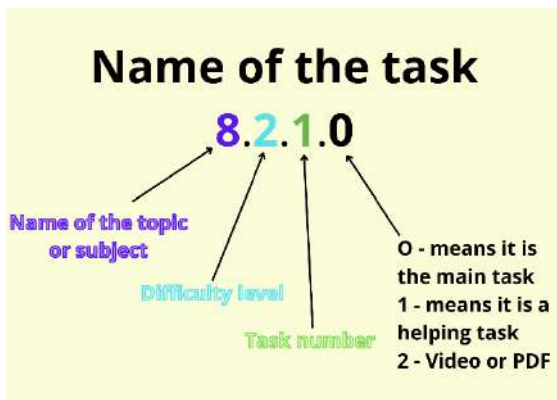 Name of the task
8.2.1.0
Name of the topic
or subject
Difficulty level
Task number
O - means it is
the main task
1 - means it is a
helping task
2 - Video or PDF